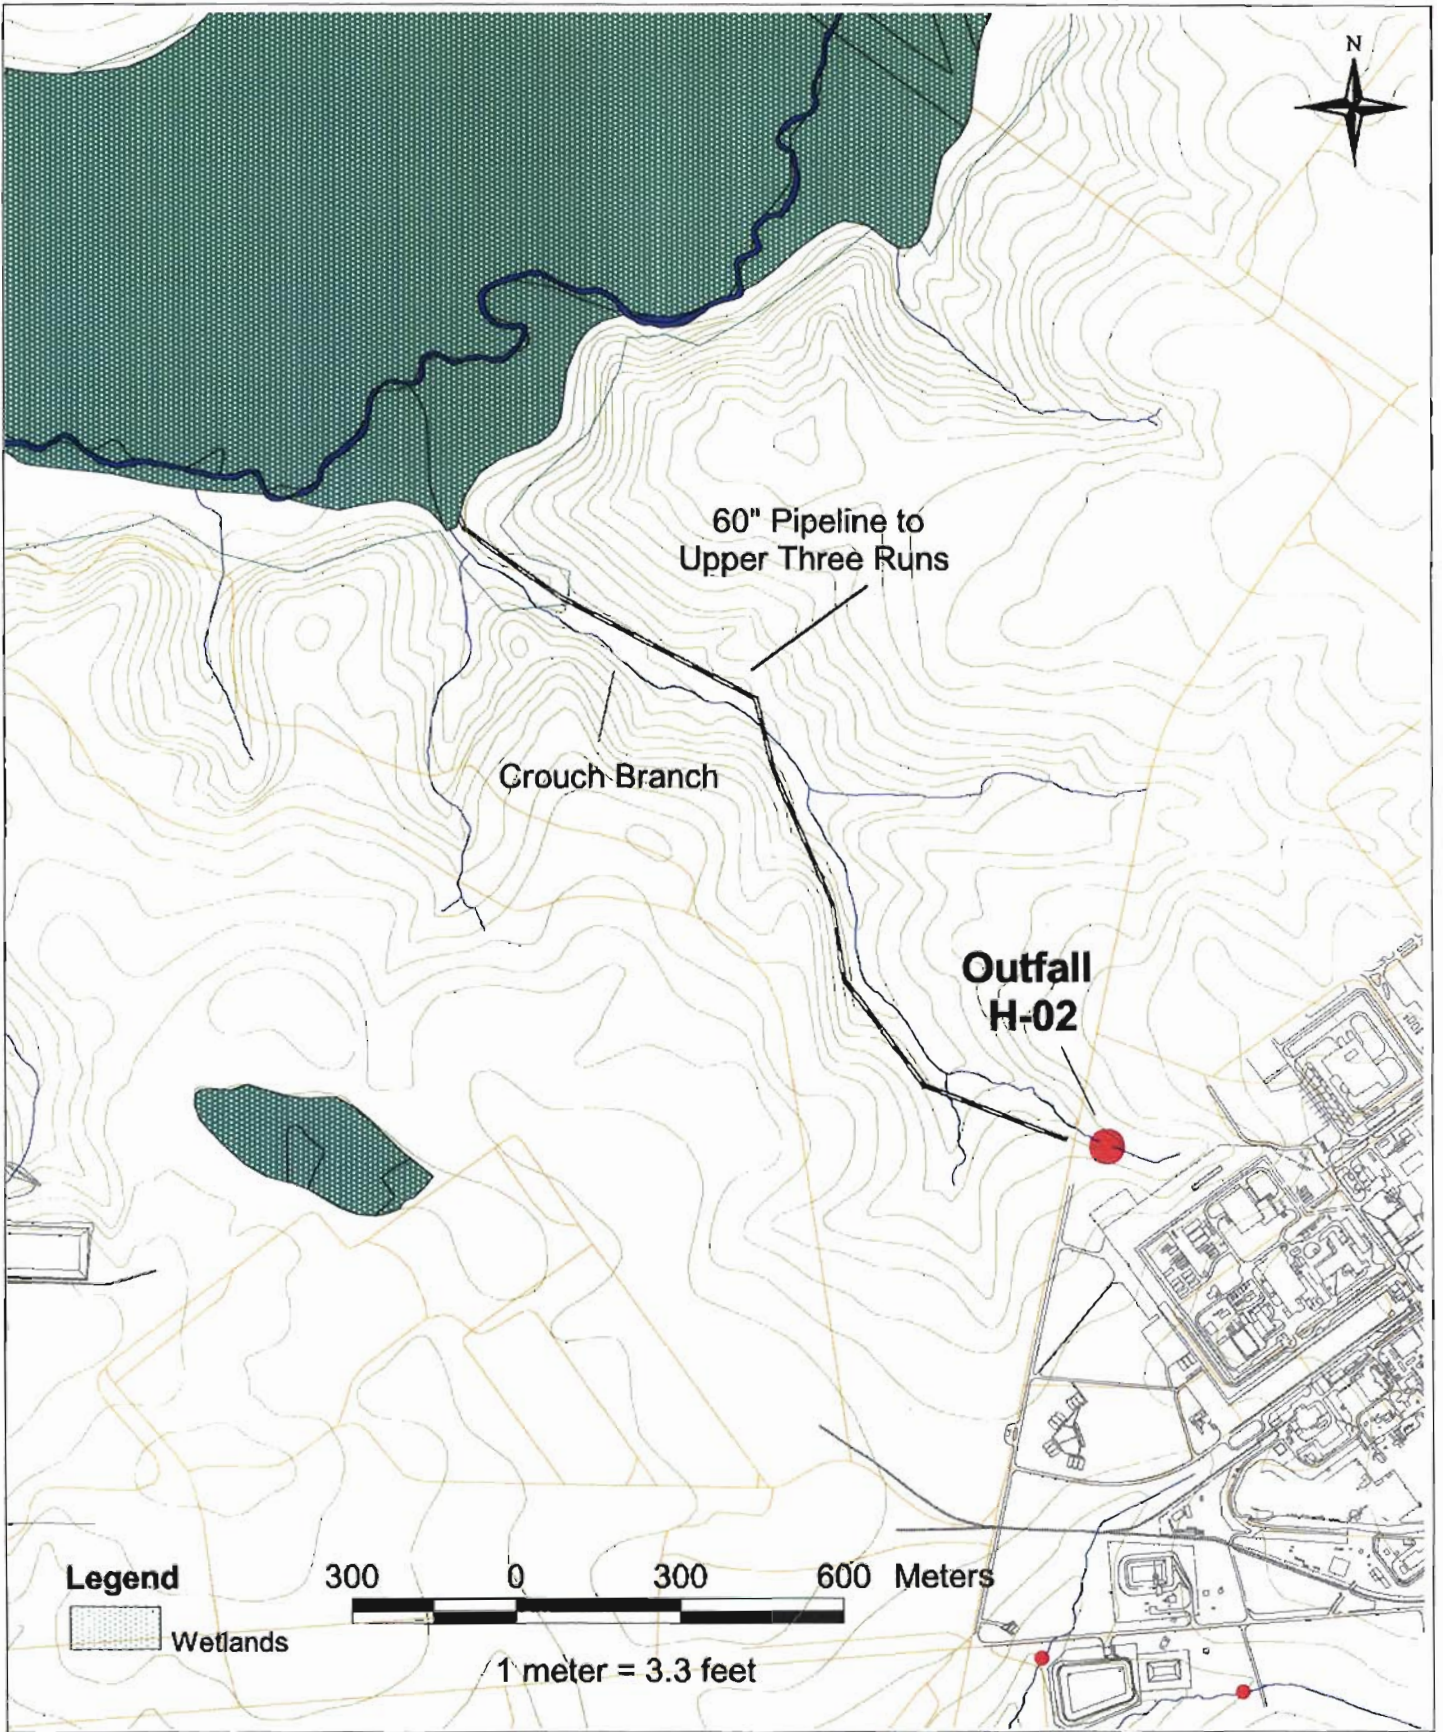 N
60" Pipeline to
Upper Three Runs
Crouch Branch
Outfall
H-02
Legend
Wetlands
300 0 300 600 Meters
1 meter = 3.3 feet